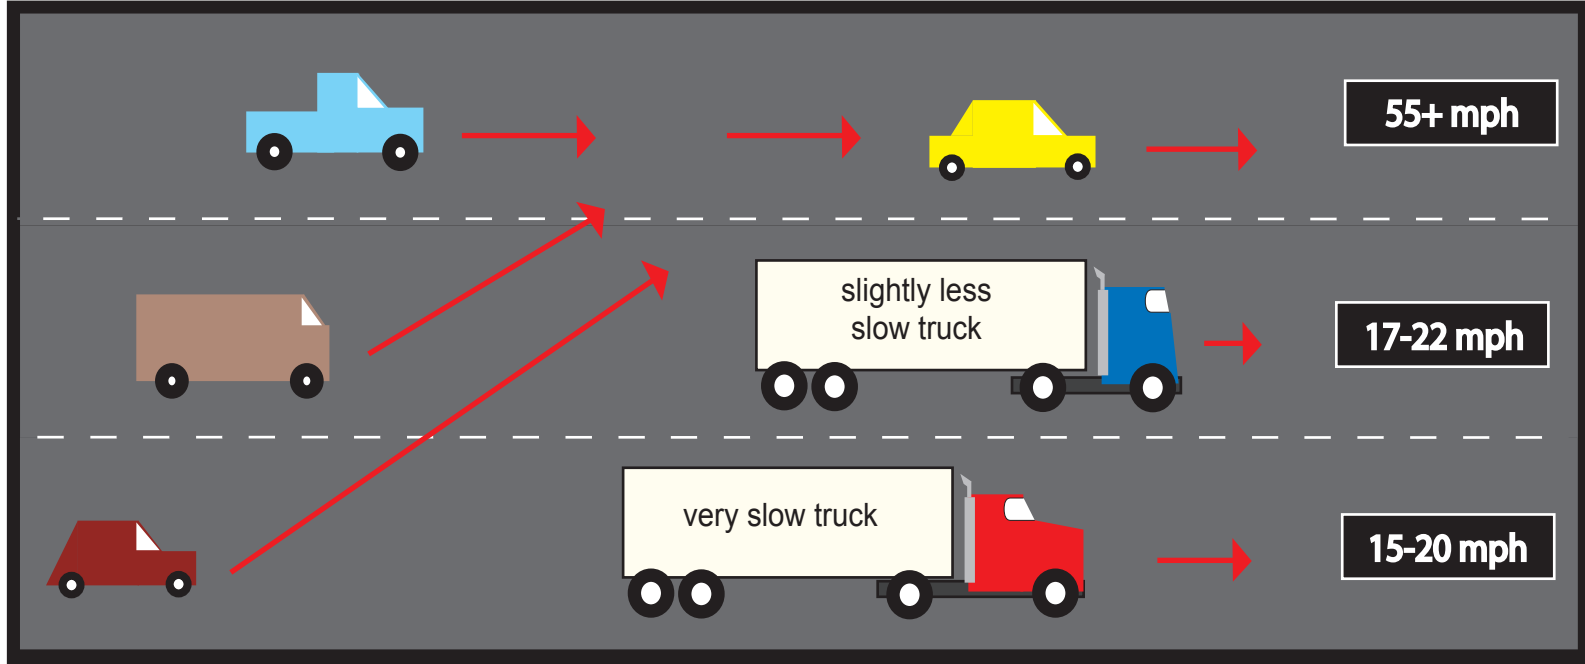 55+ mph
slightly less
slow truck
17-22 mph
very slow truck
15-20 mph